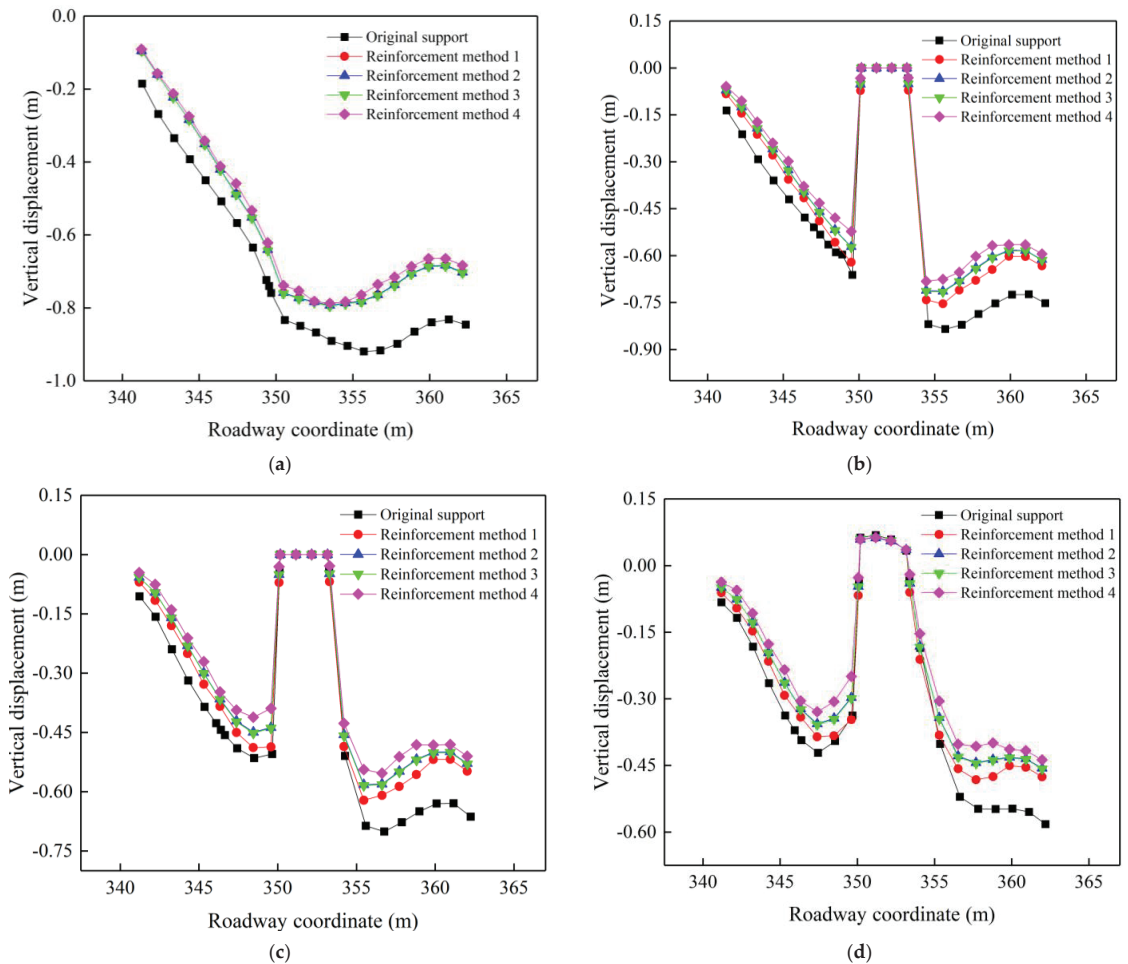 0.0
-0.2
-0.4
-0.6
-0.8
-1.0
Vertical displacement (m)
Original support
Reinforcement method 1
Reinforcement method 2
Reinforcement method 3
Reinforcement method 4
340 345 350 355 360 365
Roadway coordinate (m)
(a)
0.15
0.00
-0.15
-0.30
-0.45
-0.60
-0.75
-0.90
Vertical displacement (m)
Original support
Reinforcement method 1
Reinforcement method 2
Reinforcement method 3
Reinforcement method 4
340 345 350 355 360 365
Roadway coordinate (m)
(b)
0.15
0.00
-0.15
-0.30
-0.45
-0.60
-0.75
Vertical displacement (m)
Original support
Reinforcement method 1
Reinforcement method 2
Reinforcement method 3
Reinforcement method 4
340 345 350 355 360 365
Roadway coordinate (m)
(c)
0.15
0.00
-0.15
-0.30
-0.45
-0.60
Vertical displacement (m)
Original support
Reinforcement method 1
Reinforcement method 2
Reinforcement method 3
Reinforcement method 4
340 345 350 355 360 365
Roadway coordinate (m)
(d)